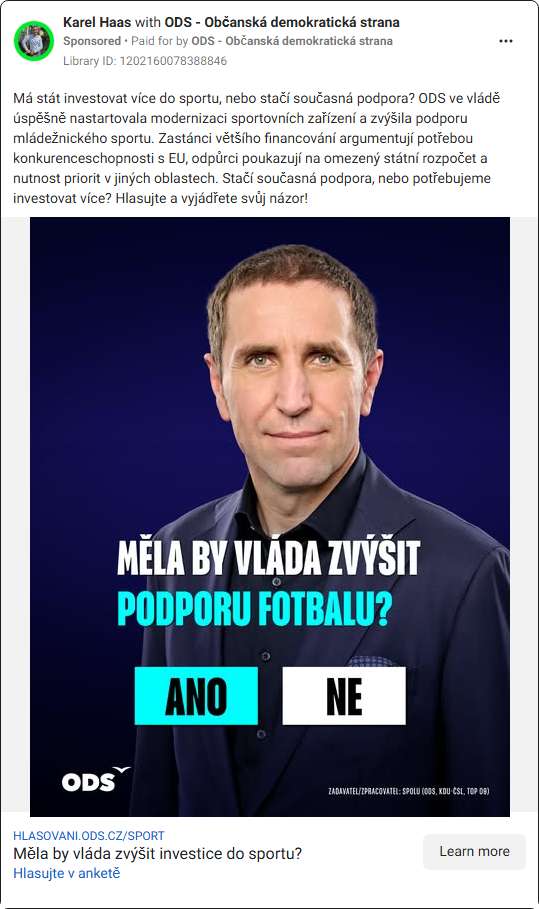 Karel Haas with ODS - Občanská demokratická strana
Sponsored • Paid for by ODS - Občanská demokratická strana
Library ID: 1202160078388846
Má stát investovat více do sportu, nebo stačí současná podpora? ODS ve vládě
úspěšně nastartovala modernizaci sportovních zařízení a zvýšila podporu
mládežnického sportu. Zastánci většího financování argumentují potřebou
konkurenceschopnosti s EU, odpůrci poukazují na omezený státní rozpočet a
nutnost priorit v jiných oblastech. Stačí současná podpora, nebo potřebujeme
investovat více? Hlasujte a vyjádřete svůj názor!
MĚLA BY VLÁDA ZVÝŠIT
PODPORU FOTBALU?
ANO NE
ODS
ZADAVATEL/ZPRACOVATEL: SPOLU (ODS, KDU-ČSL, TOP 09)
HLASOVANI.ODS.CZ/SPORT
Měla by vláda zvýšit investice do sportu?
Hlasujte v anketě
Learn more